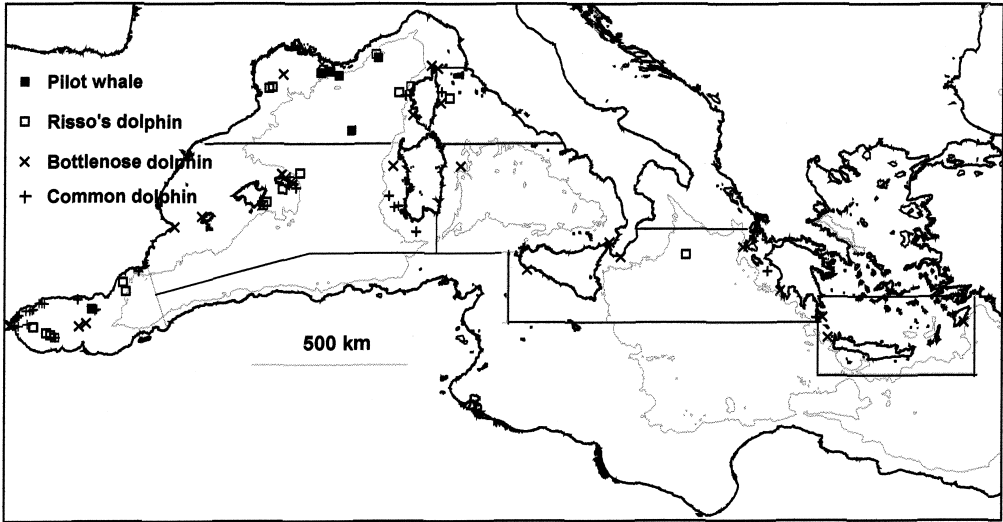 Pilot whale
Risso's dolphin
Bottlenose dolphin
Common dolphin
500 km